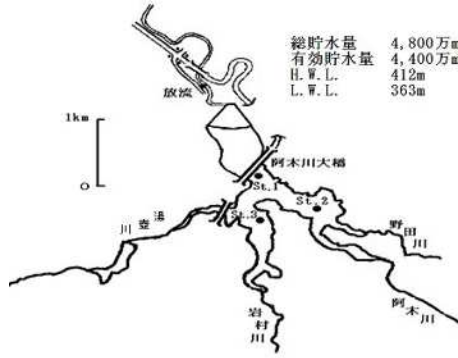 総貯水量 4,800万m
有効貯水量 4,400万m
H.W.L. 412m
L.W.L. 363m
放流
1km
0
阿木川大橋
St.1
St.2
St.3
湯壺川
野田川
阿木川
岩村川